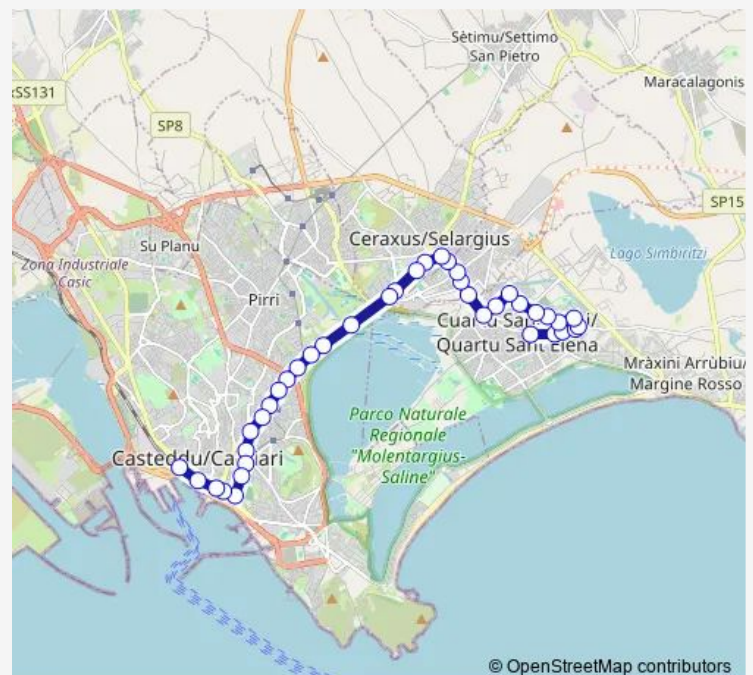 Sètimu/Settimo
San Pietro
Maracalagonis
SS131
SP8
SP15
Ceraxus/Selargius
Su Planu
Lago Simbirizzi
Zona Industriale
Casic
Pirri
Quartu Sant'Elena
Mràxini Arrùbiu/
Margine Rosso
Parco Naturale
Regionale
"Molentargius-
Saline"
Casteddu/Cagliari
© OpenStreetMap contributors